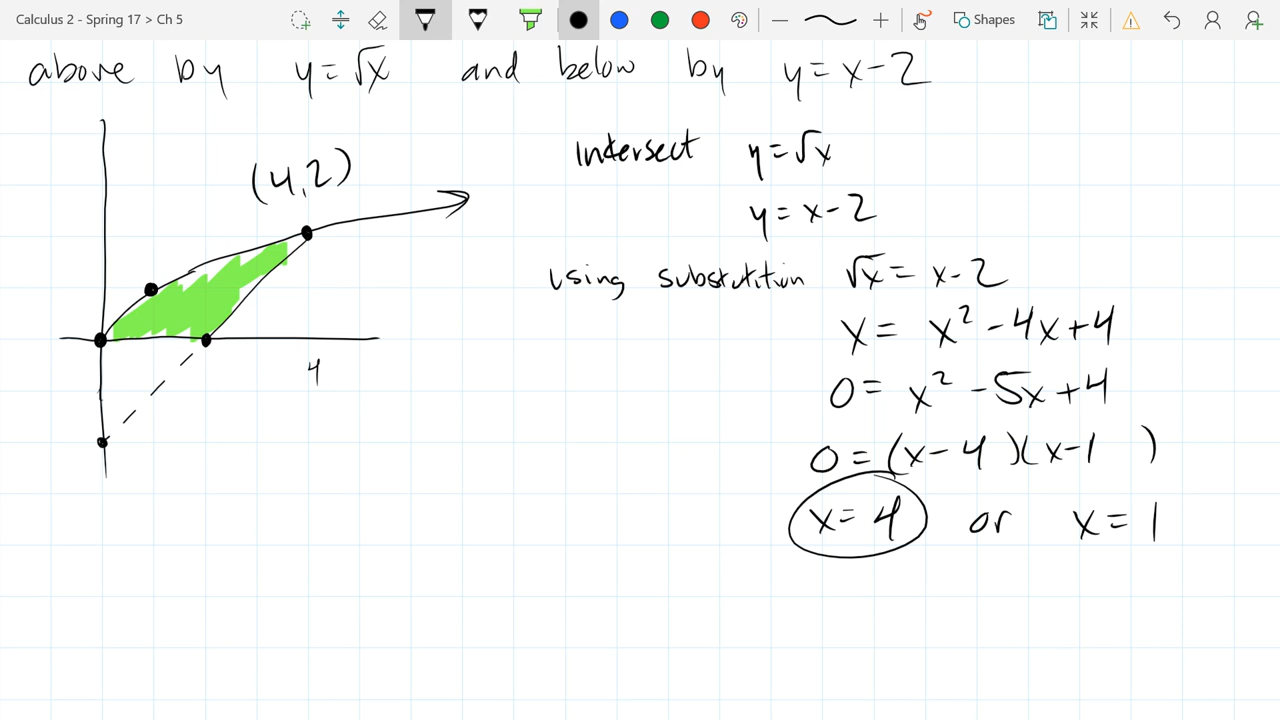 Calculus 2 - Spring 17 > Ch 5
Shapes
above by y = √x and below by y = x - 2
(4,2)
4
Intersect y = √x
y = x - 2
using substitution √x = x - 2
x = x² - 4x + 4
0 = x² - 5x + 4
0 = (x - 4)(x - 1)
x = 4 or x = 1